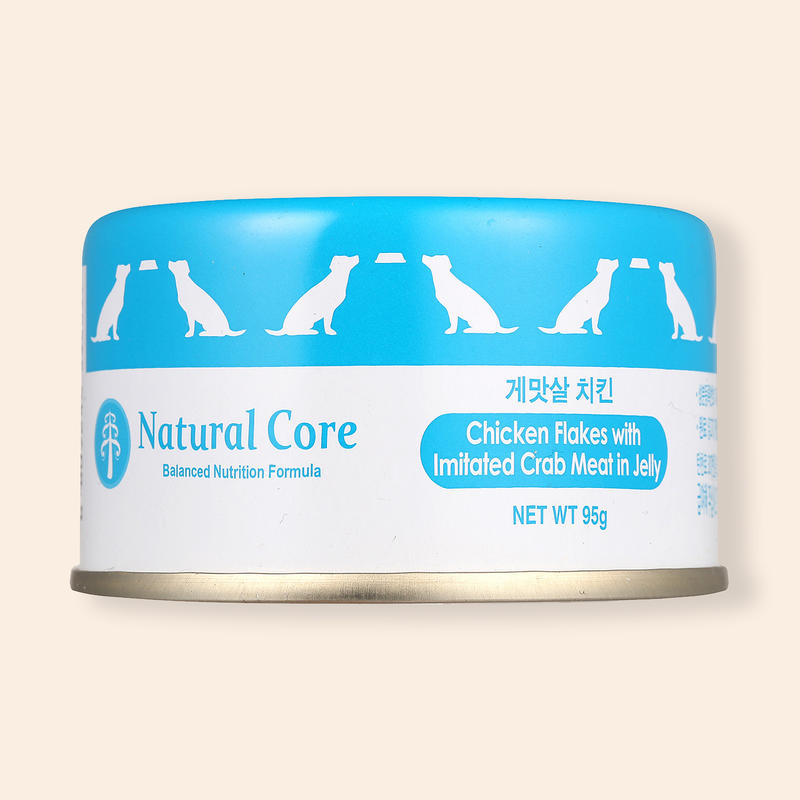 Natural Core
Balanced Nutrition Formula
게맛살 치킨
Chicken Flakes with
Imitated Crab Meat in Jelly
NET WT 95g